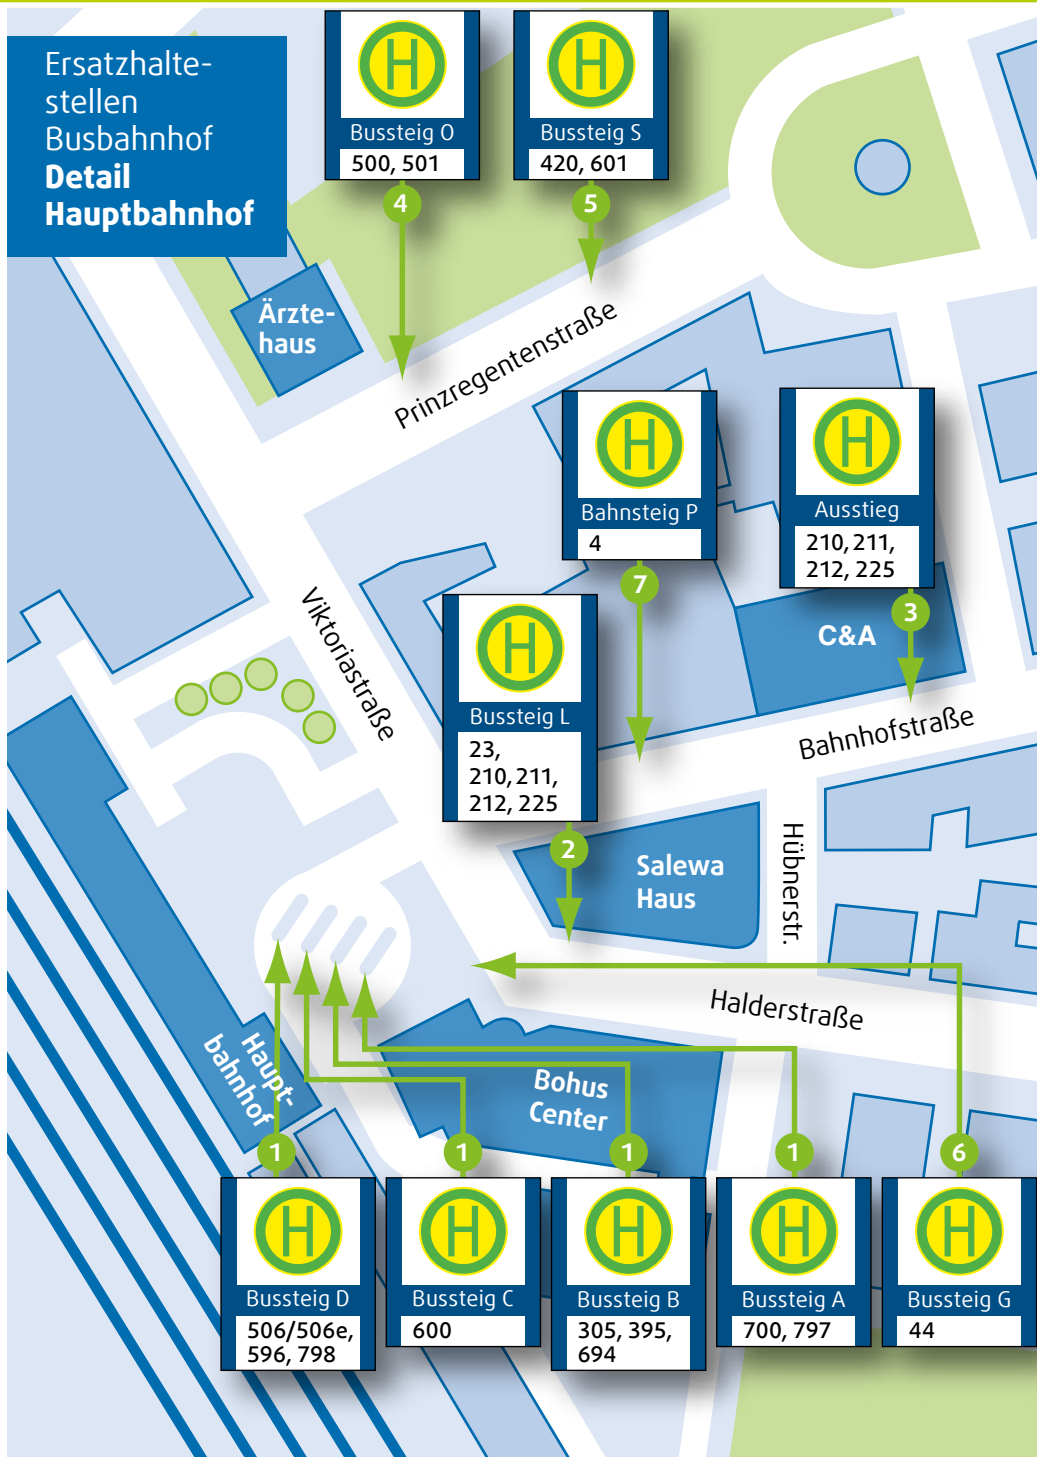 Ersatzhalte-
stellen
Busbahnhof
Detail
Hauptbahnhof
H
Bussteig O
500, 501
4
H
Bussteig S
420, 601
5
Ärzte-
haus
Prinzregentenstraße
H
Bahnsteig P
4
7
H
Ausstieg
210, 211,
212, 225
3
C&A
Viktoriastraße
H
Bussteig L
23,
210, 211,
212, 225
2
Bahnhofstraße
Salewa
Haus
Hübnerstr.
Halderstraße
Haupt-
bahnhof
Bohus
Center
1
H
Bussteig D
506/506e,
596, 798
1
H
Bussteig C
600
1
H
Bussteig B
305, 395,
694
1
H
Bussteig A
700, 797
6
H
Bussteig G
44